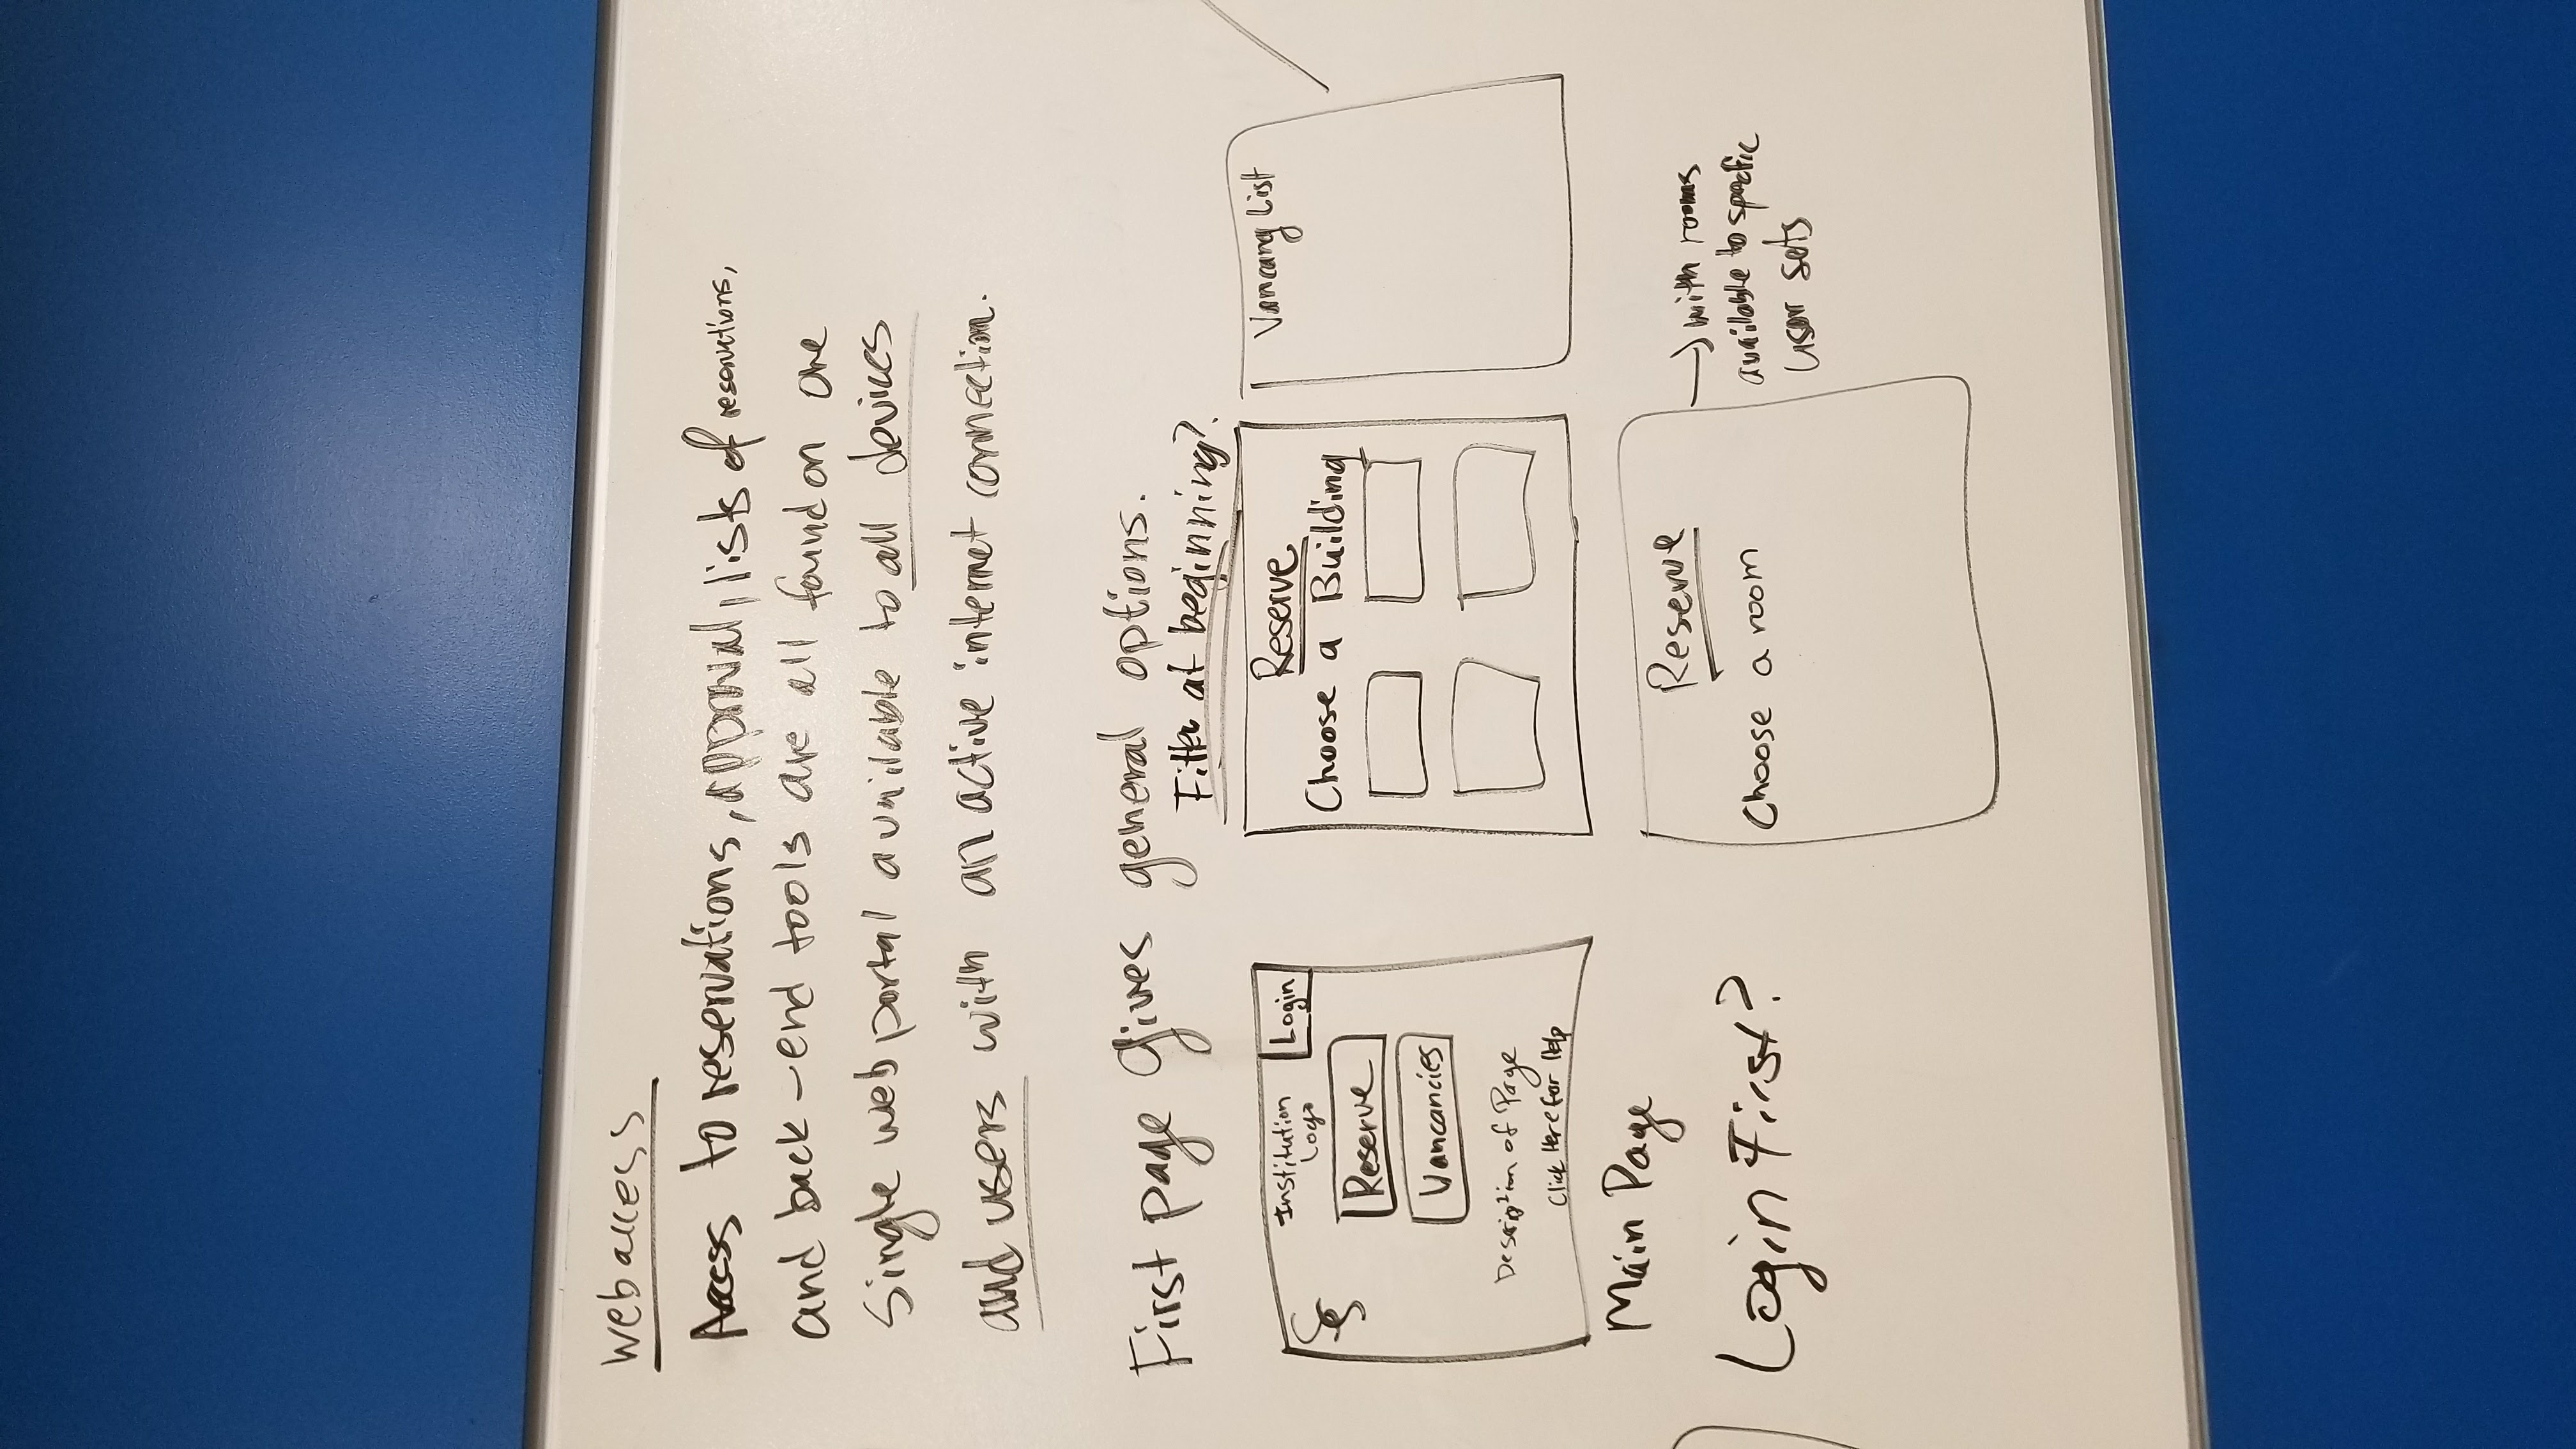 Web access
Access to reservations, approval, lists of reservations,
and back-end tools are all found on one
Single web portal available to all devices
and users with an active internet connection.
First page gives general options.
Filter at beginning?
Institution
Logo
Login
Reserve
Vancancies
Description of Page
Click Here for Help
Main Page
Login First?
Reserve
Choose a Building
Vancany List
Reserve
Choose a room
→ with rooms
available to specfic
user sets